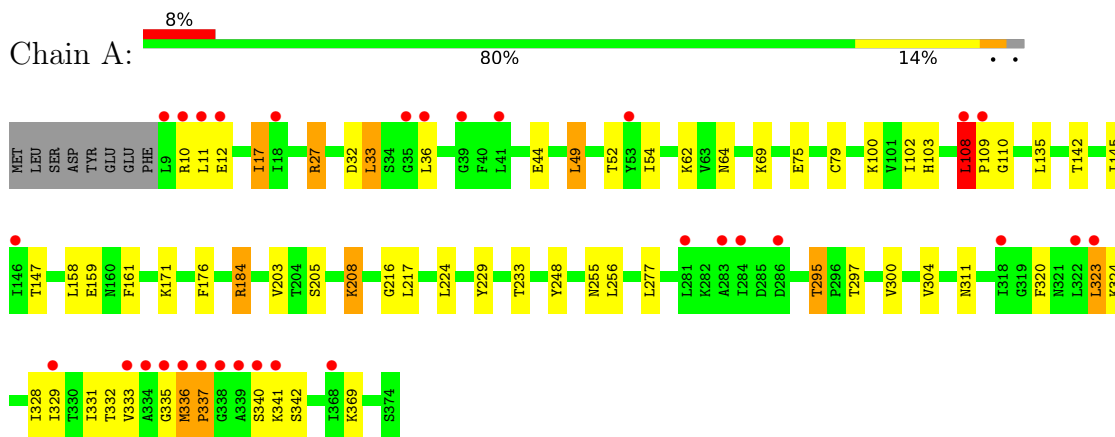 8%
Chain A:
80% 14% • •
MET LEU SER ASP TYR GLU GLU PHE L9 R10 L11 E12 I17 I18 R27 D32 L33 S34 G35 L36 G39 F40 L41 E44 L49 T52 Y53 I54 K62 V63 N64 K69 E75 C79 K100 V101 I102 H103 L108 P109 G110 L135 T142 I145
I146 T147 L158 E159 N160 F161 K171 F176 R184 V203 T204 S205 K208 G216 L217 L224 Y229 T233 Y248 N255 L256 L277 L281 K282 A283 I284 D285 D286 T295 P296 T297 V300 V304 N311 I318 G319 F320 N321 L322 L323 K324
I328 I329 T330 I331 T332 V333 A334 G335 M336 P337 G338 A339 S340 K341 S342 I368 K369 S374